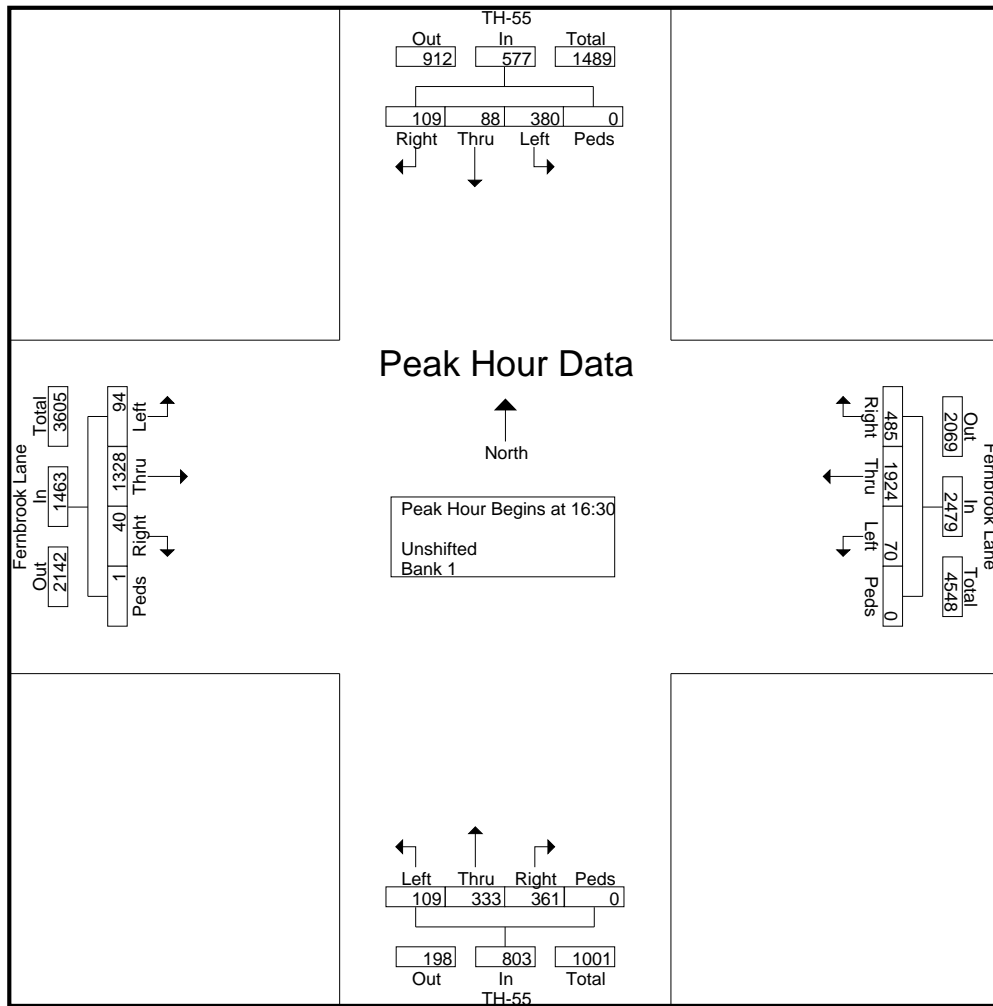 TH-55
Out In Total
912 577 1489
109 88 380 0
Right Thru Left Peds
Peak Hour Data
North
Peak Hour Begins at 16:30
Unshifted
Bank 1
Fernbrook Lane
Out In Total
2142 1463 3605
Left Thru Right Peds
94 1328 40 1
Fernbrook Lane
Out In Total
2069 2479 4548
Right Thru Left Peds
485 1924 70 0
Left Thru Right Peds
109 333 361 0
198 803 1001
Out In Total
TH-55